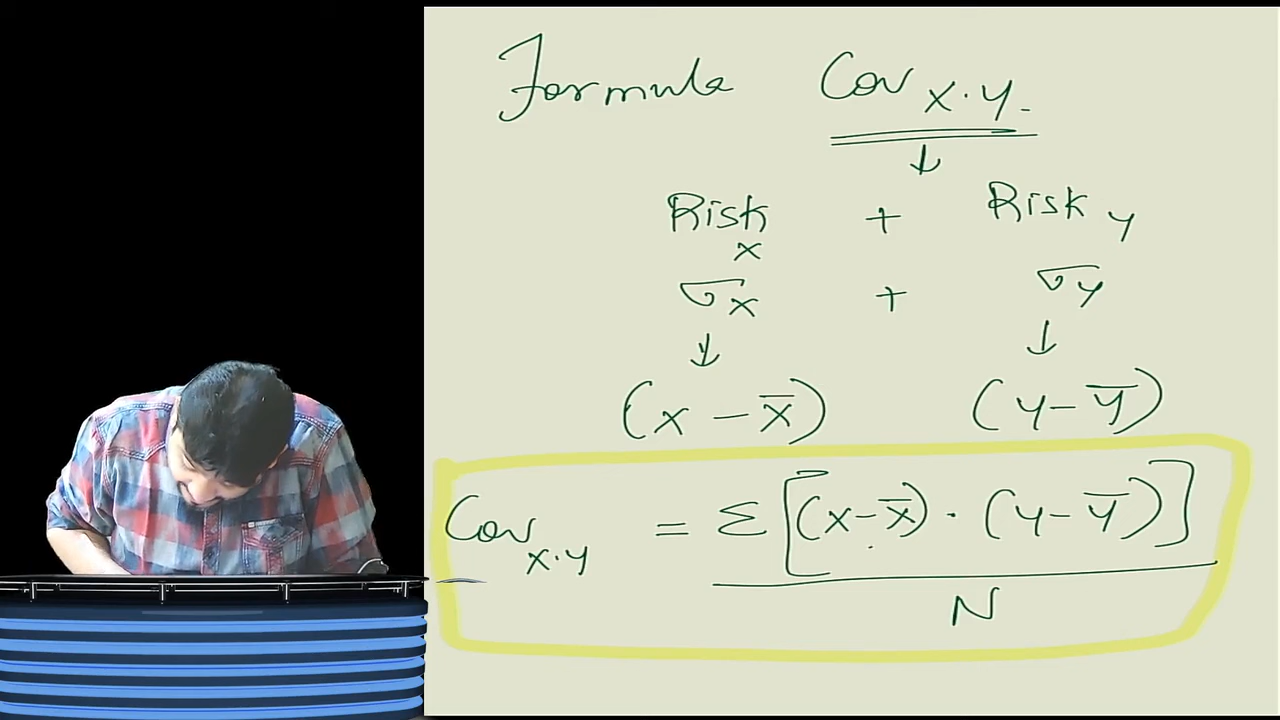 Formula Cov x.y.
↓
Risk x + Risk y
σx + σy
↓ ↓
(x - x̅) (y - y̅)
Cov x.y = Σ [(x-x̅) . (y-y̅)]
N